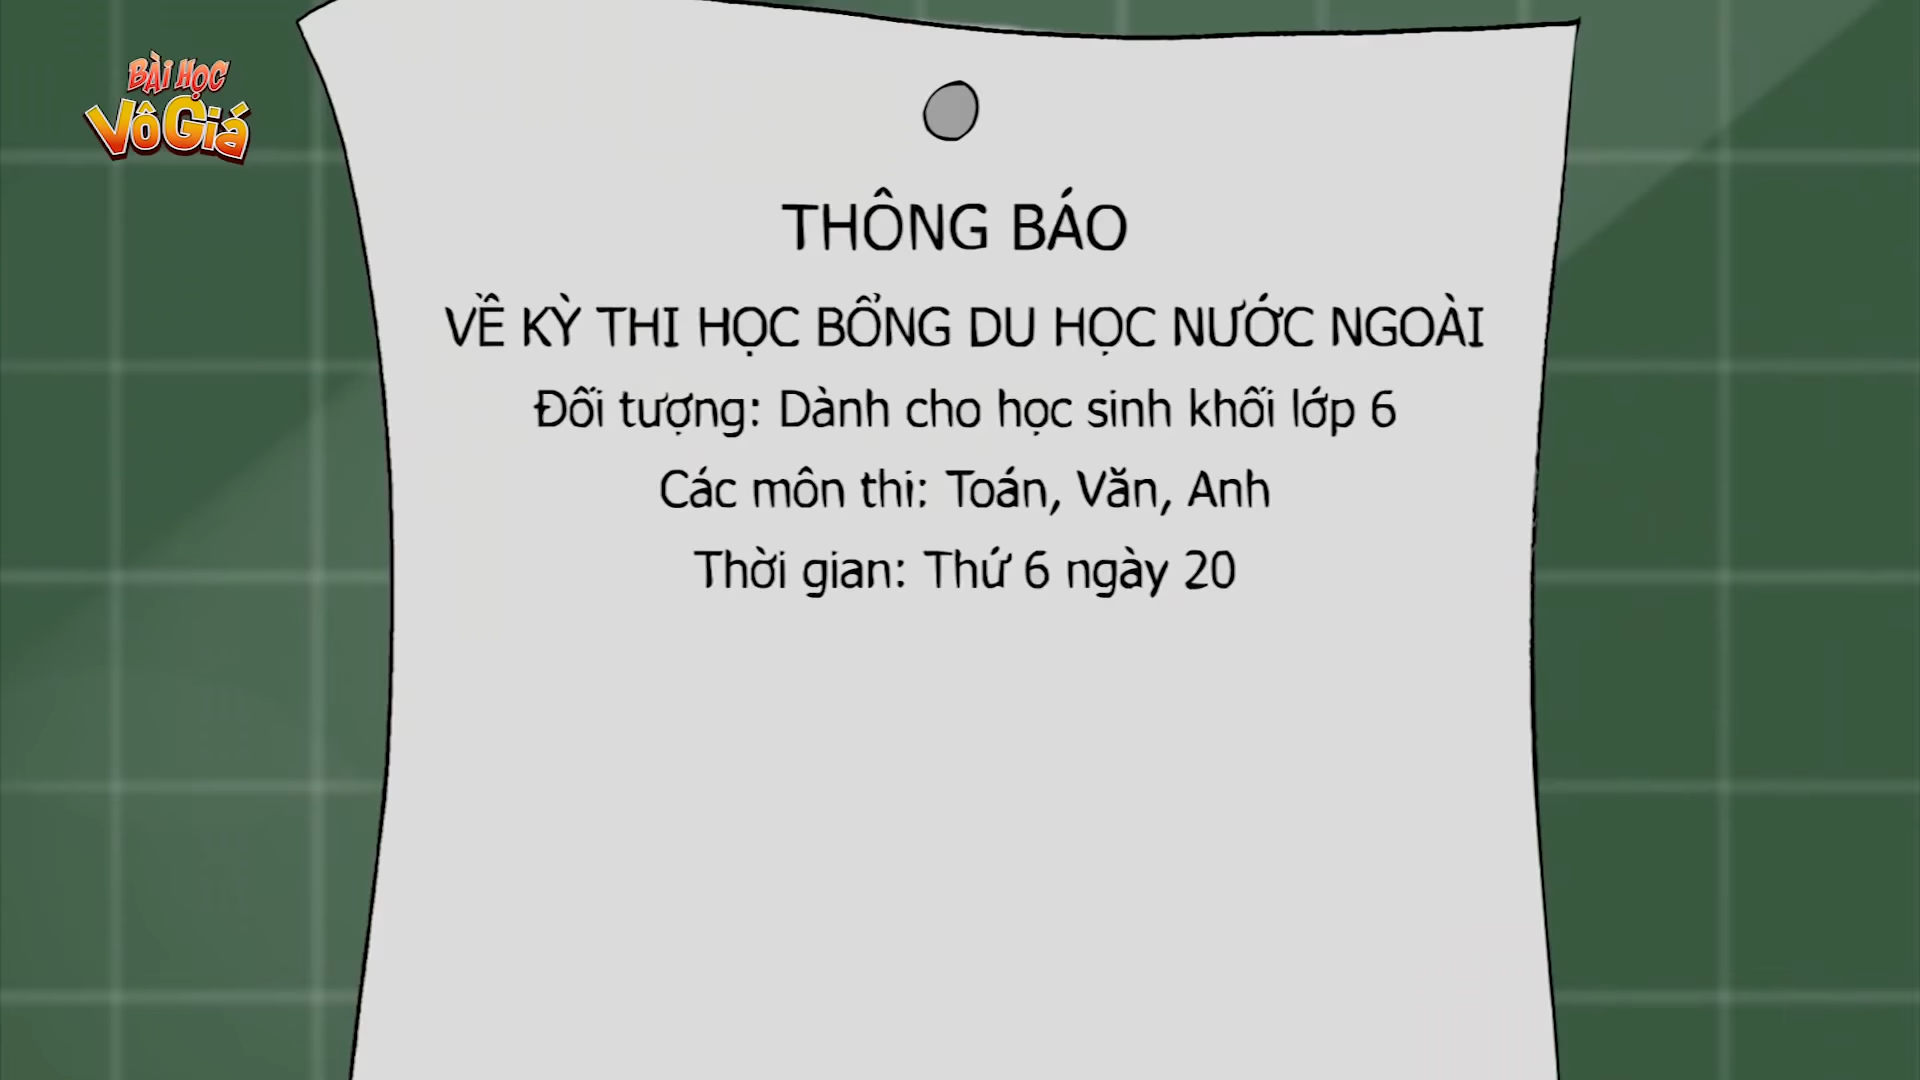 BÀI HỌC
VÔ GIÁ
THÔNG BÁO
VỀ KỲ THI HỌC BỔNG DU HỌC NƯỚC NGOÀI
Đối tượng: Dành cho học sinh khối lớp 6
Các môn thi: Toán, Văn, Anh
Thời gian: Thứ 6 ngày 20